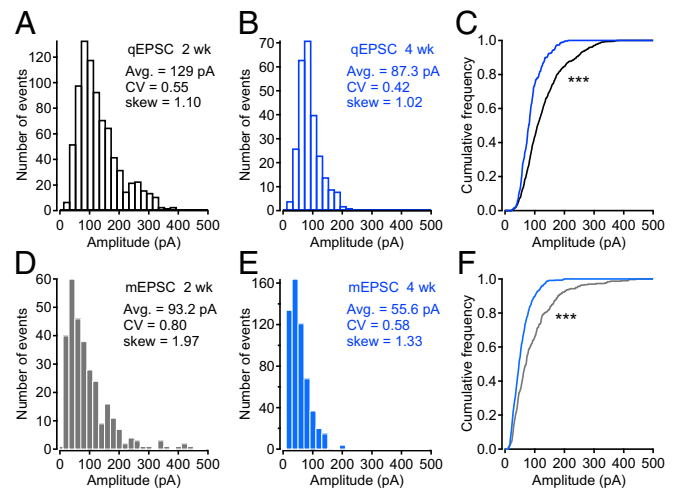 A
qEPSC 2 wk
Avg. = 129 pA
CV = 0.55
skew = 1.10
Number of events
120
100
80
60
40
20
0
0 100 200 300 400 500
Amplitude (pA)
B
qEPSC 4 wk
Avg. = 87.3 pA
CV = 0.42
skew = 1.02
Number of events
70
60
50
40
30
20
10
0
0 100 200 300 400 500
Amplitude (pA)
C
***
Cumulative frequency
1.0
0.8
0.6
0.4
0.2
0.0
0 100 200 300 400 500
Amplitude (pA)
D
mEPSC 2 wk
Avg. = 93.2 pA
CV = 0.80
skew = 1.97
Number of events
60
50
40
30
20
10
0
0 100 200 300 400 500
Amplitude (pA)
E
mEPSC 4 wk
Avg. = 55.6 pA
CV = 0.58
skew = 1.33
Number of events
160
120
80
40
0
0 100 200 300 400 500
Amplitude (pA)
F
***
Cumulative frequency
1.0
0.8
0.6
0.4
0.2
0.0
0 100 200 300 400 500
Amplitude (pA)